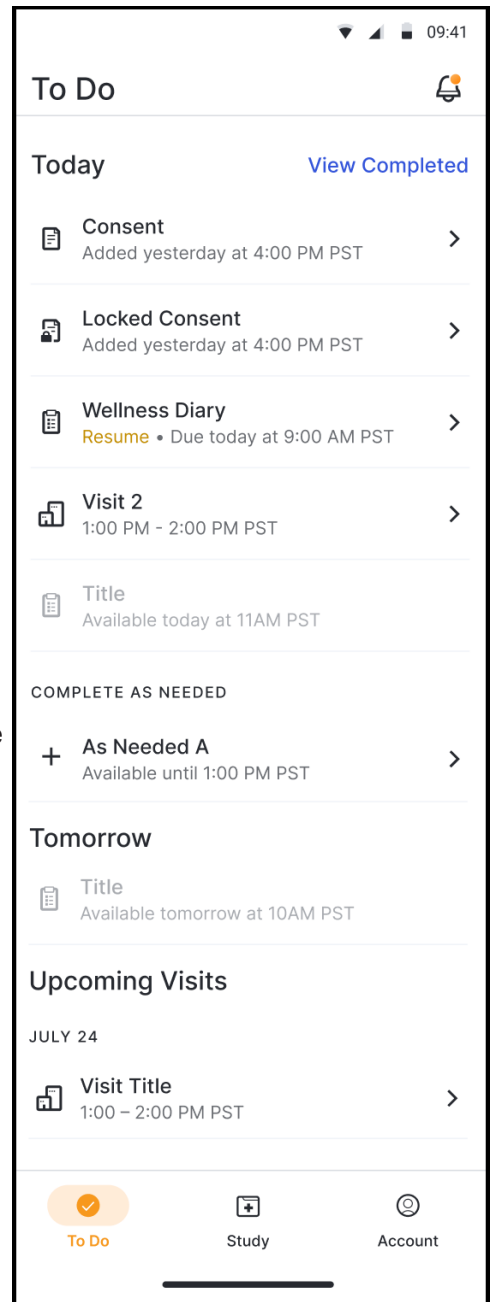 09:41
To Do
Today
View Completed
Consent
Added yesterday at 4:00 PM PST
Locked Consent
Added yesterday at 4:00 PM PST
Wellness Diary
Resume • Due today at 9:00 AM PST
Visit 2
1:00 PM - 2:00 PM PST
Title
Available today at 11AM PST
COMPLETE AS NEEDED
As Needed A
Available until 1:00 PM PST
Tomorrow
Title
Available tomorrow at 10AM PST
Upcoming Visits
JULY 24
Visit Title
1:00 – 2:00 PM PST
To Do
Study
Account